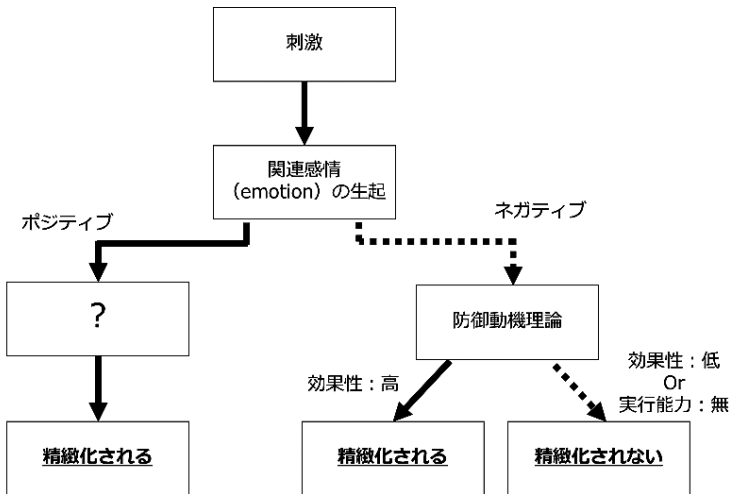 刺激
関連感情
（emotion）の生起
ポジティブ
ネガティブ
？
防御動機理論
効果性：高
効果性：低
Or
実行能力：無
精緻化される
精緻化される
精緻化されない